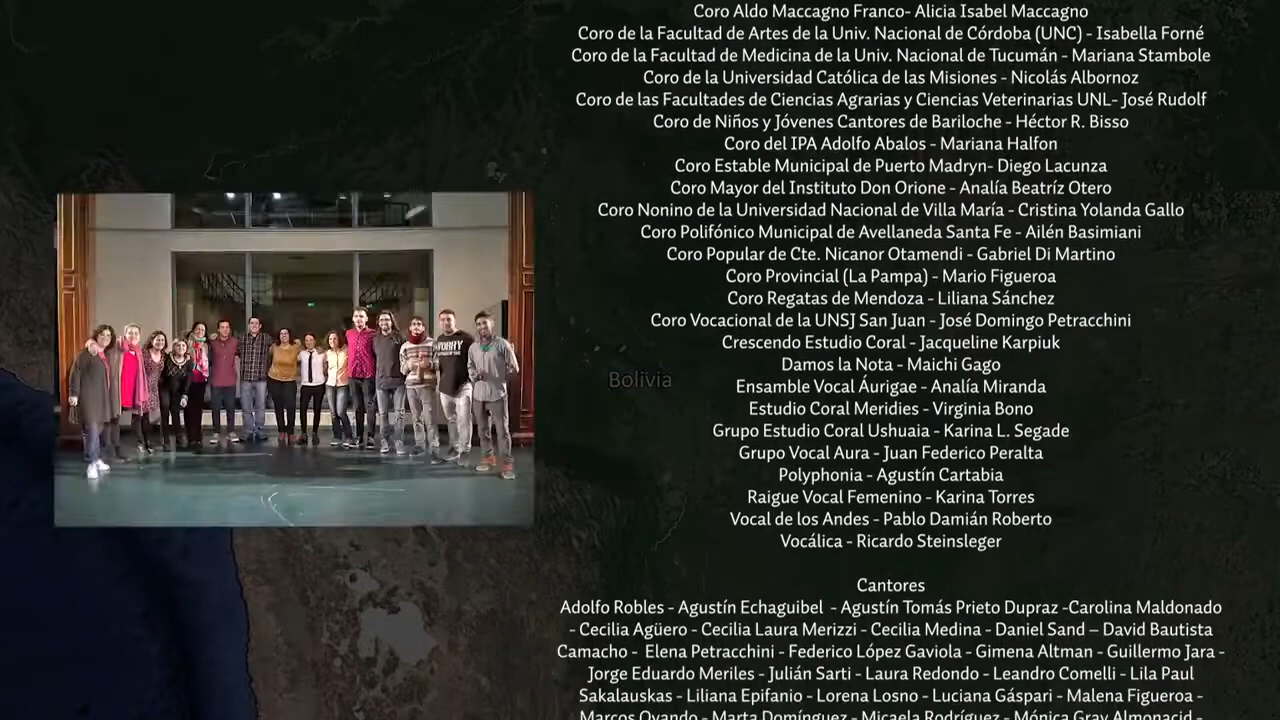 Coro Aldo Maccagno Franco- Alicia Isabel Maccagno
Coro de la Facultad de Artes de la Univ. Nacional de Córdoba (UNC) - Isabella Forné
Coro de la Facultad de Medicina de la Univ. Nacional de Tucumán - Mariana Stambole
Coro de la Universidad Católica de las Misiones - Nicolás Albornoz
Coro de las Facultades de Ciencias Agrarias y Ciencias Veterinarias UNL- José Rudolf
Coro de Niños y Jóvenes Cantores de Bariloche - Héctor R. Bisso
Coro del IPA Adolfo Abalos - Mariana Halfon
Coro Estable Municipal de Puerto Madryn- Diego Lacunza
Coro Mayor del Instituto Don Orione - Analía Beatríz Otero
Coro Nonino de la Universidad Nacional de Villa María - Cristina Yolanda Gallo
Coro Polifónico Municipal de Avellaneda Santa Fe - Ailén Basimiani
Coro Popular de Cte. Nicanor Otamendi - Gabriel Di Martino
Coro Provincial (La Pampa) - Mario Figueroa
Coro Regatas de Mendoza - Liliana Sánchez
Coro Vocacional de la UNSJ San Juan - José Domingo Petracchini
Crescendo Estudio Coral - Jacqueline Karpiuk
Damos la Nota - Maichi Gago
Bolivia
Ensamble Vocal Áurigae - Analía Miranda
Estudio Coral Meridies - Virginia Bono
Grupo Estudio Coral Ushuaia - Karina L. Segade
Grupo Vocal Aura - Juan Federico Peralta
Polyphonia - Agustín Cartabia
Raigue Vocal Femenino - Karina Torres
Vocal de los Andes - Pablo Damián Roberto
Vocálica - Ricardo Steinsleger
Cantores
Adolfo Robles - Agustín Echaguibel - Agustín Tomás Prieto Dupraz -Carolina Maldonado
- Cecilia Agüero - Cecilia Laura Merizzi - Cecilia Medina - Daniel Sand – David Bautista
Camacho - Elena Petracchini - Federico López Gaviola - Gimena Altman - Guillermo Jara -
Jorge Eduardo Meriles - Julián Sarti - Laura Redondo - Leandro Comelli - Lila Paul
Sakalauskas - Liliana Epifanio - Lorena Losno - Luciana Gáspari - Malena Figueroa -
Marcos Ovando - Marta Domínguez - Micaela Rodríguez - Mónica Gray Almonacid -